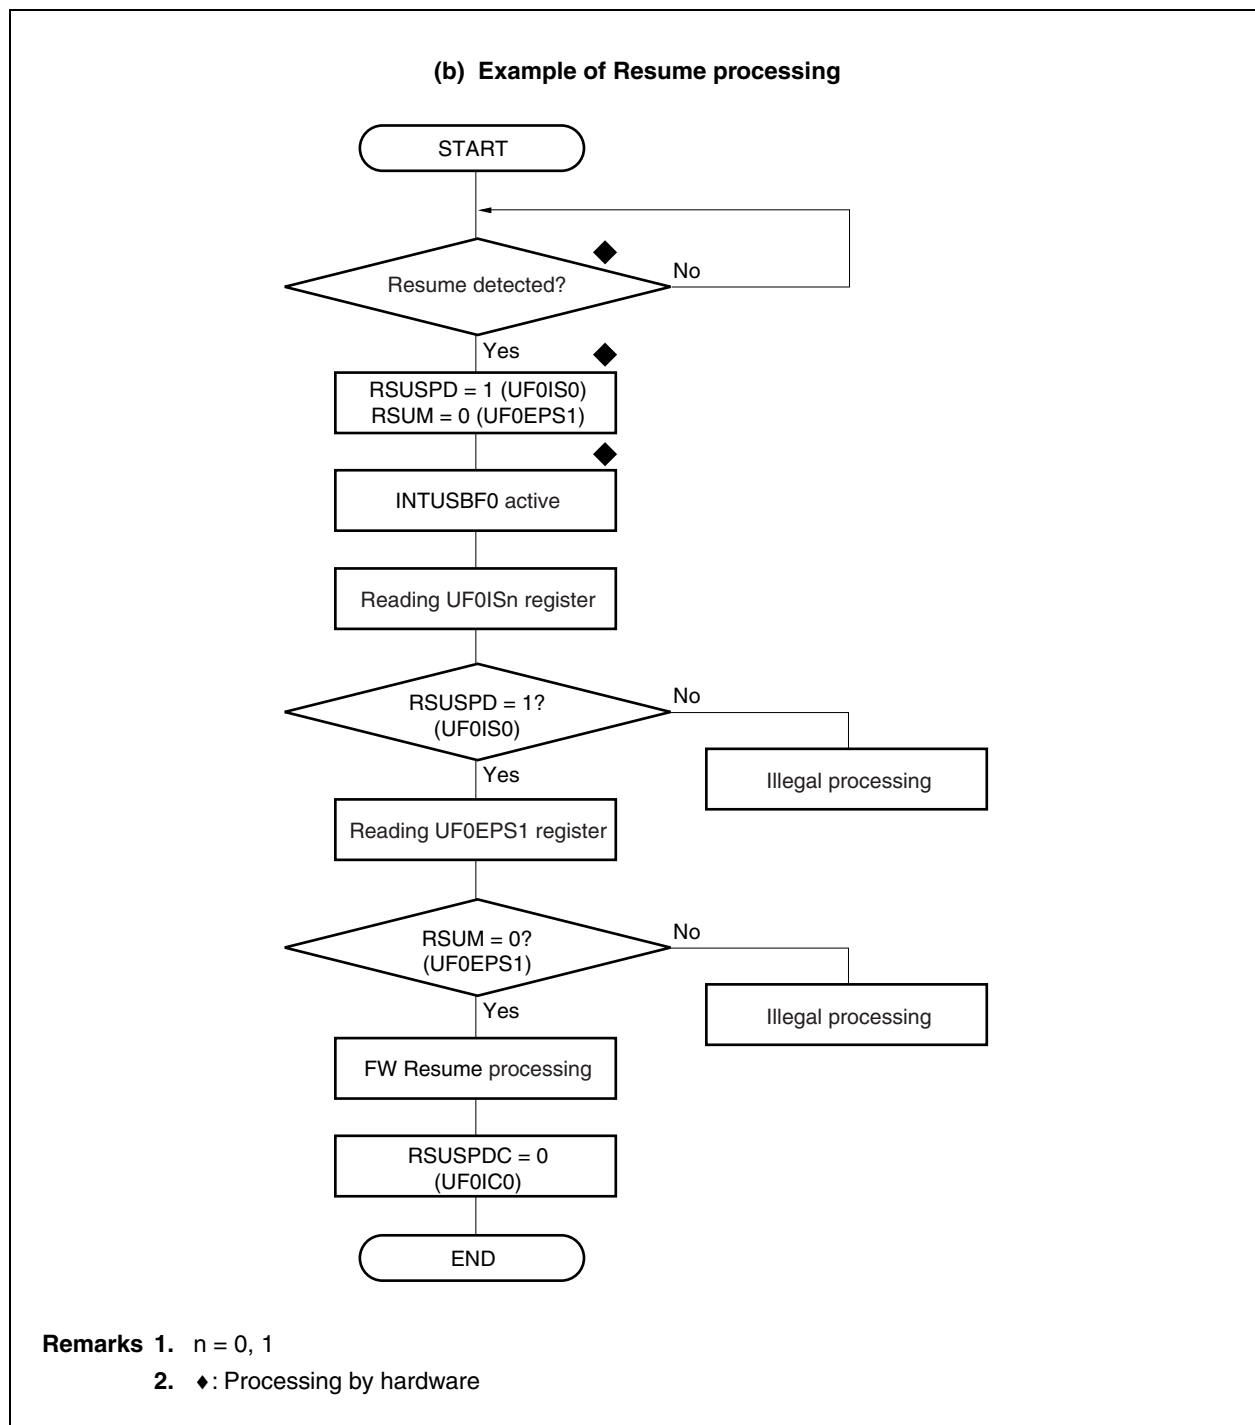 (b) Example of Resume processing
START
Resume detected?
No
Yes
RSUSPD = 1 (UF0IS0)
RSUM = 0 (UF0EPS1)
INTUSBF0 active
Reading UF0ISn register
RSUSPD = 1?
(UF0IS0)
No
Yes
Illegal processing
Reading UF0EPS1 register
RSUM = 0?
(UF0EPS1)
No
Yes
Illegal processing
FW Resume processing
RSUSPDC = 0
(UF0IC0)
END
Remarks 1. n = 0, 1
2. ♦: Processing by hardware